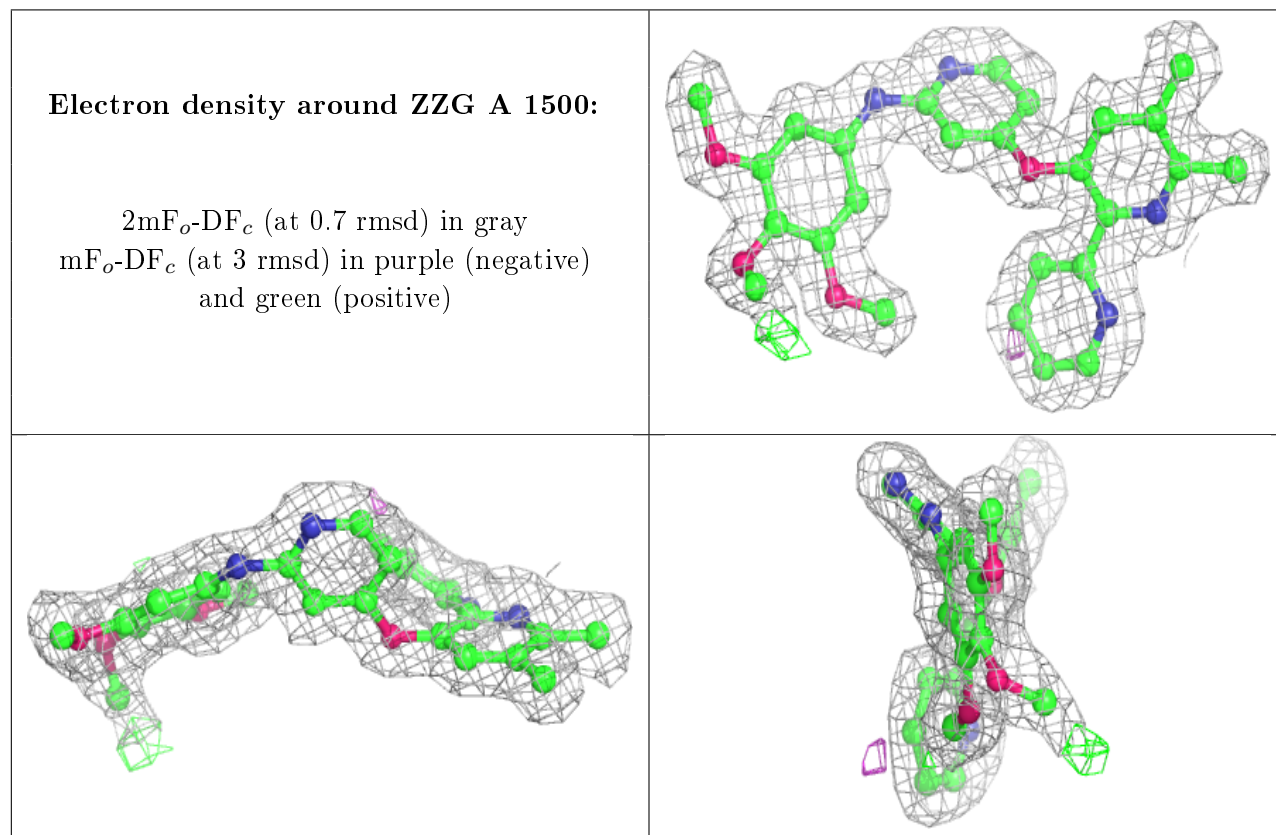 Electron density around ZZG A 1500:
2mFo-DFc (at 0.7 rmsd) in gray
mFo-DFc (at 3 rmsd) in purple (negative)
and green (positive)